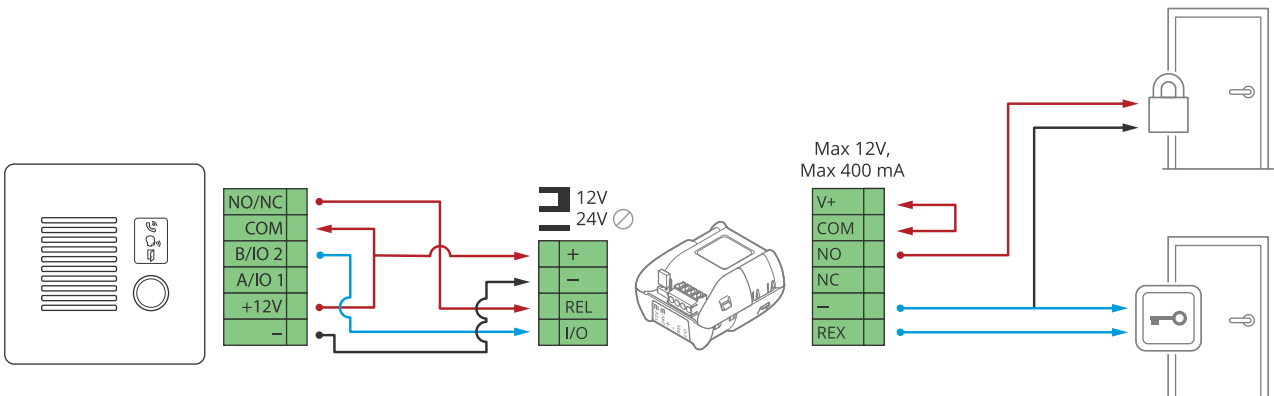 NO/NC
COM
B/IO 2
A/IO 1
+12V
–
12V
24V
+
–
REL
I/O
Max 12V,
Max 400 mA
V+
COM
NO
NC
–
REX